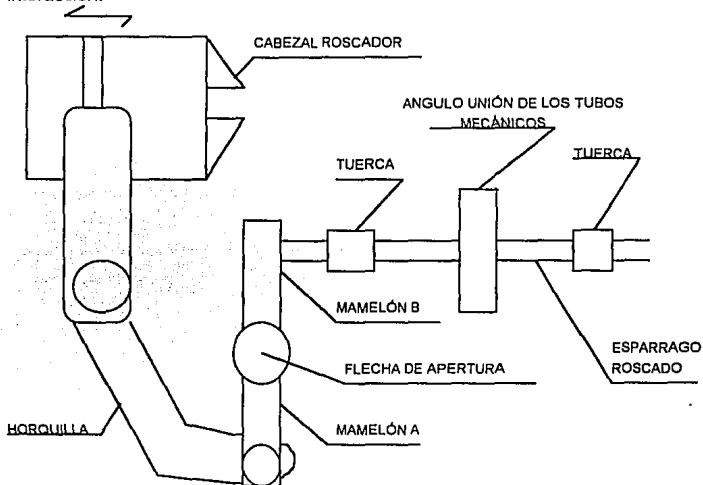 CABEZAL ROSCADOR
ANGULO UNIÓN DE LOS TUBOS
MECÁNICOS
TUERCA
TUERCA
MAMELÓN B
FLECHA DE APERTURA
ESPARRAGO
ROSCADO
HORQUILLA
MAMELÓN A